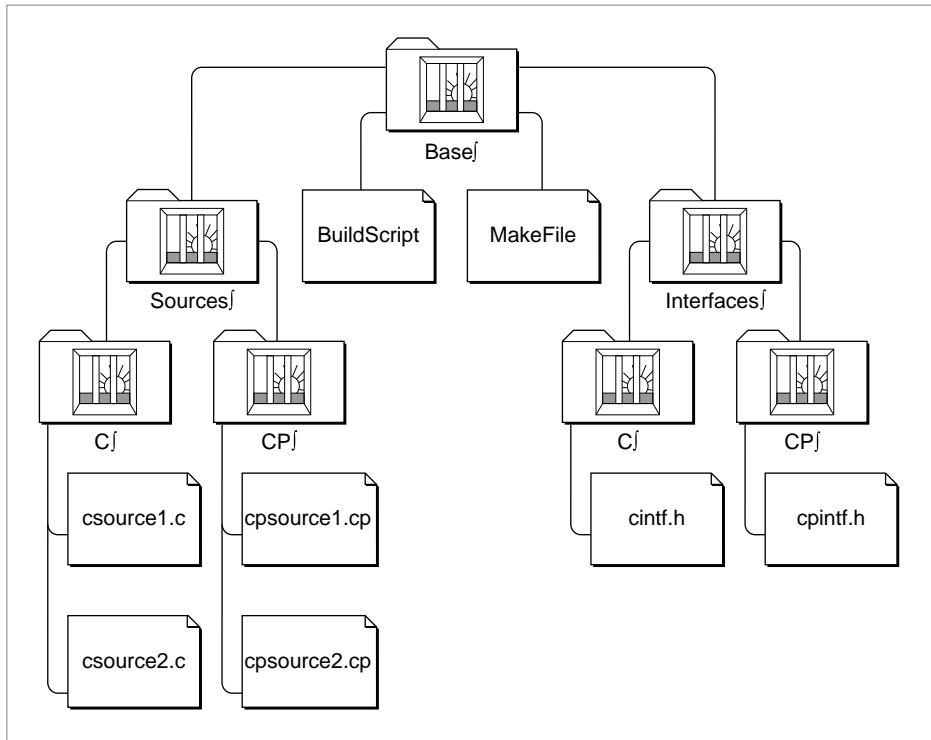 Base∫
BuildScript
MakeFile
Sources∫
Interfaces∫
C∫
CP∫
C∫
CP∫
csource1.c
cpsource1.cp
cintf.h
cpintf.h
csource2.c
cpsource2.cp